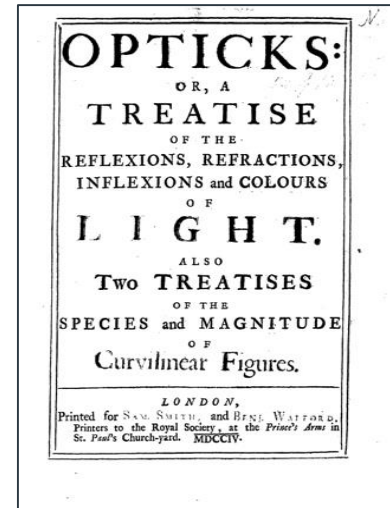 OPTICKS:
OR, A
TREATISE
OF THE
REFLEXIONS, REFRACTIONS,
INFLEXIONS and COLOURS
OF
LIGHT.
ALSO
Two TREATISES
OF THE
SPECIES and MAGNITUDE
OF
Curvilinear Figures.
LONDON,
Printed for SAM. SMITH, and BENJ. WALFORD,
Printers to the Royal Society, at the Prince's Arms in
St. Paul's Church-yard. MDCCIV.